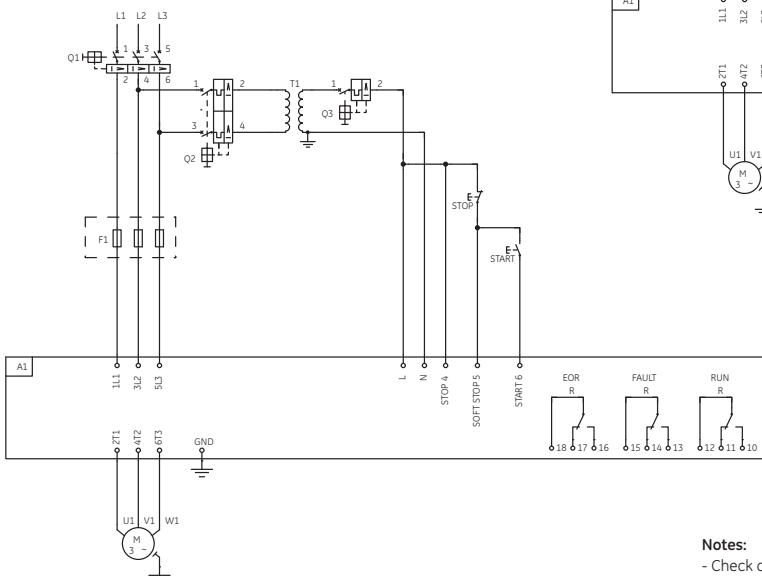 L1 L2 L3
A1
1L1 3L2
Q1 1 3 5
I> I> I>
2 4 6
1 2 T1 1 2
Q3
3 4
Q2
2T1 4T2
U1 V1
M
3 ~
STOP
F1
START
A1
1L1 3L2 5L3 L N STOP 4 SOFT STOP 5 START 6
EOR FAULT RUN
R R R
2T1 4T2 6T3 GND
18 17 16 15 14 13 12 11 10
U1 V1 W1
M
3 ~
Notes:
- Check